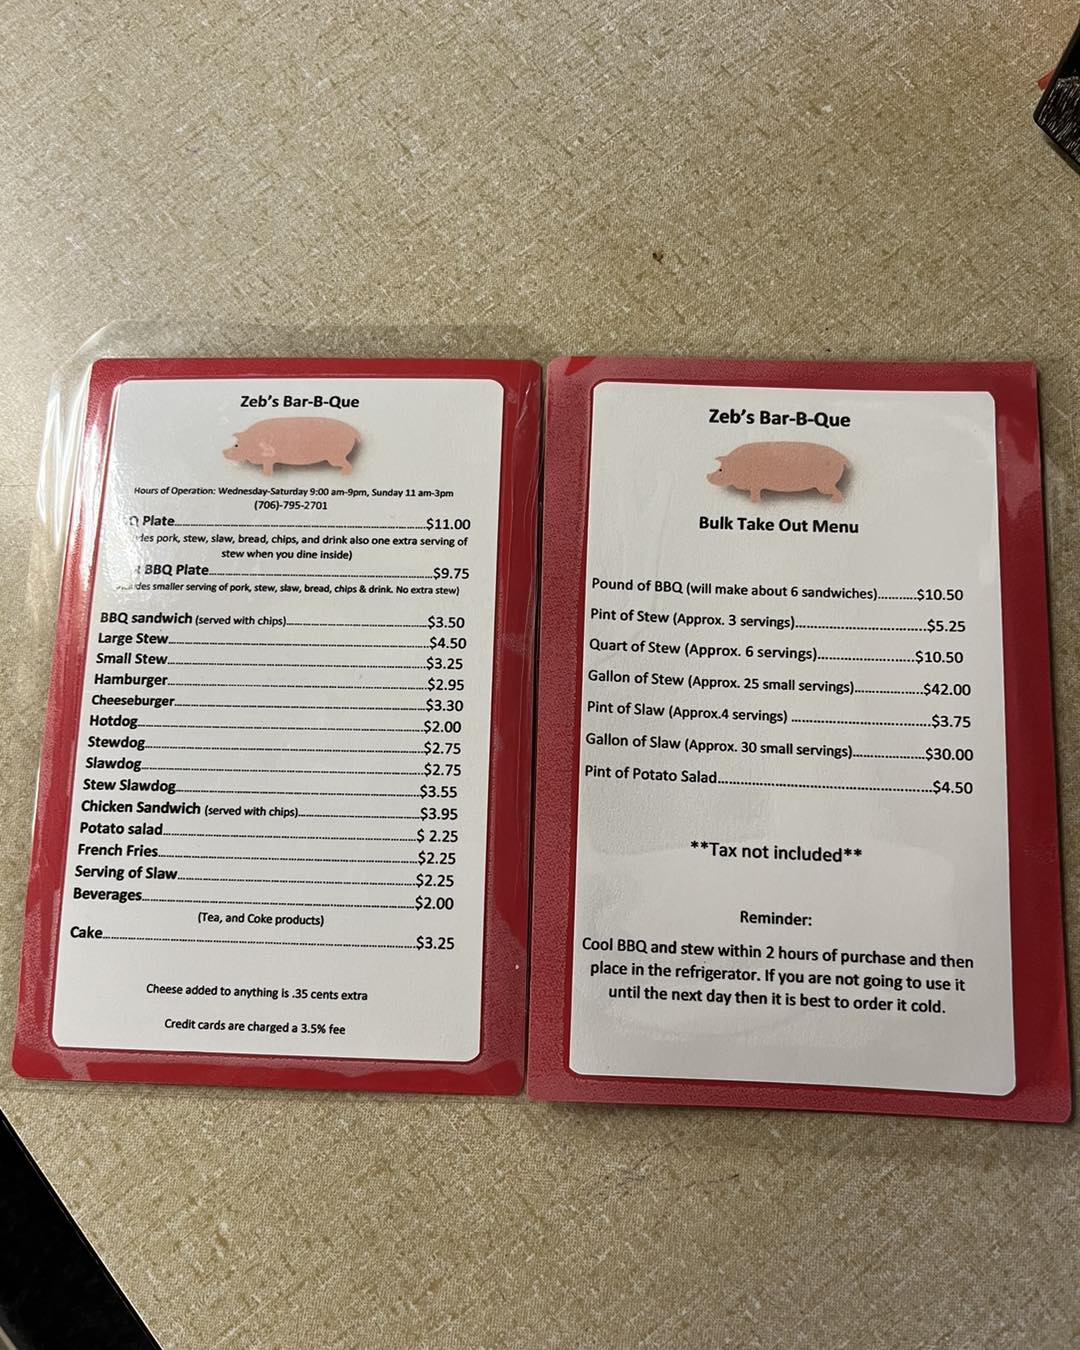 Zeb's Bar-B-Que
Hours of Operation: Wednesday-Saturday 9:00 am-9pm, Sunday 11 am-3pm
(706)-795-2701
Plate......$11.00
pork, stew, slaw, bread, chips, and drink also one extra serving of
stew when you dine inside)
BBQ Plate......$9.75
smaller serving of pork, stew, slaw, bread, chips & drink. No extra stew)
BBQ sandwich (served with chips)......$3.50
Large Stew......$4.50
Small Stew......$3.25
Hamburger......$2.95
Cheeseburger......$3.30
Hotdog......$2.00
Stewdog......$2.75
Slawdog......$2.75
Stew Slawdog......$3.55
Chicken Sandwich (served with chips)......$3.95
Potato salad......$ 2.25
French Fries......$2.25
Serving of Slaw......$2.25
Beverages......$2.00
(Tea, and Coke products)
Cake......$3.25
Cheese added to anything is .35 cents extra
Credit cards are charged a 3.5% fee
Zeb's Bar-B-Que
Bulk Take Out Menu
Pound of BBQ (will make about 6 sandwiches)......$10.50
Pint of Stew (Approx. 3 servings)......$5.25
Quart of Stew (Approx. 6 servings)......$10.50
Gallon of Stew (Approx. 25 small servings)......$42.00
Pint of Slaw (Approx.4 servings) ......$3.75
Gallon of Slaw (Approx. 30 small servings)......$30.00
Pint of Potato Salad......$4.50
**Tax not included**
Reminder:
Cool BBQ and stew within 2 hours of purchase and then
place in the refrigerator. If you are not going to use it
until the next day then it is best to order it cold.